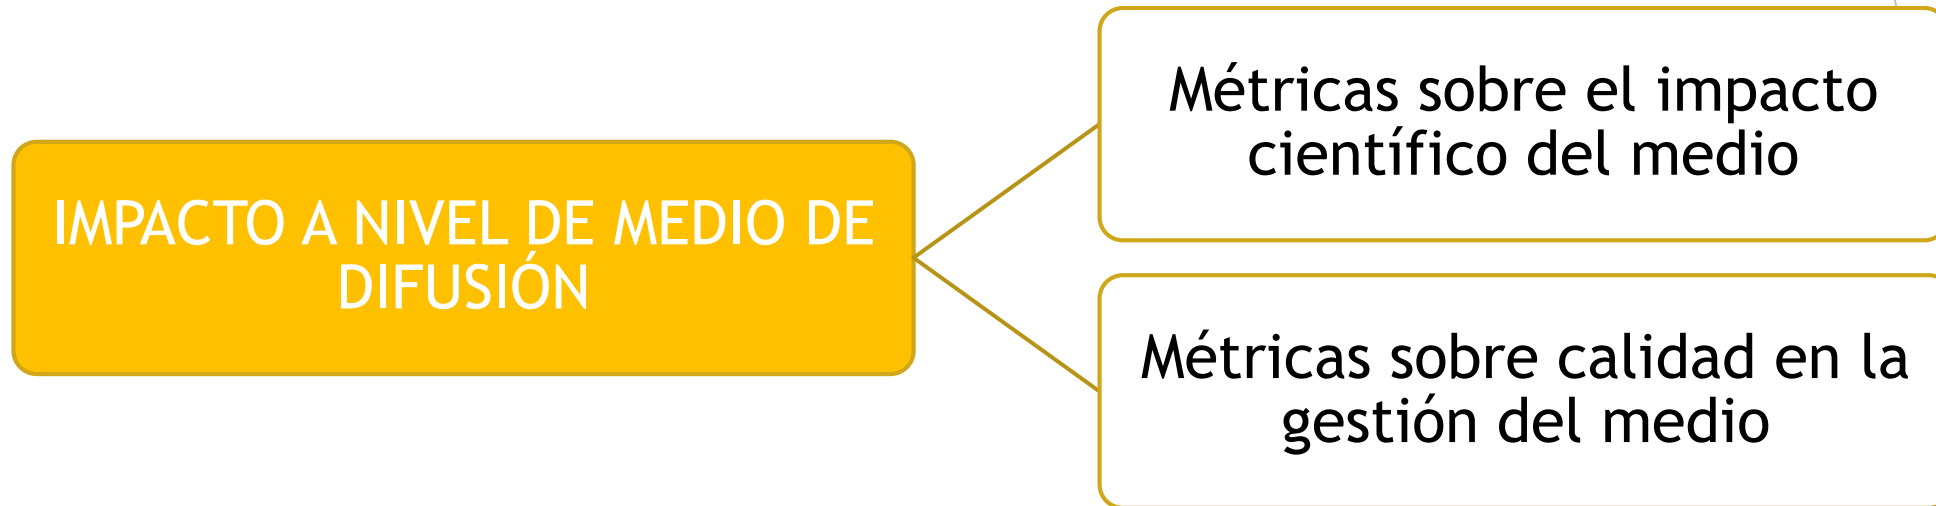 IMPACTO A NIVEL DE MEDIO DE
DIFUSIÓN
Métricas sobre el impacto
científico del medio
Métricas sobre calidad en la
gestión del medio